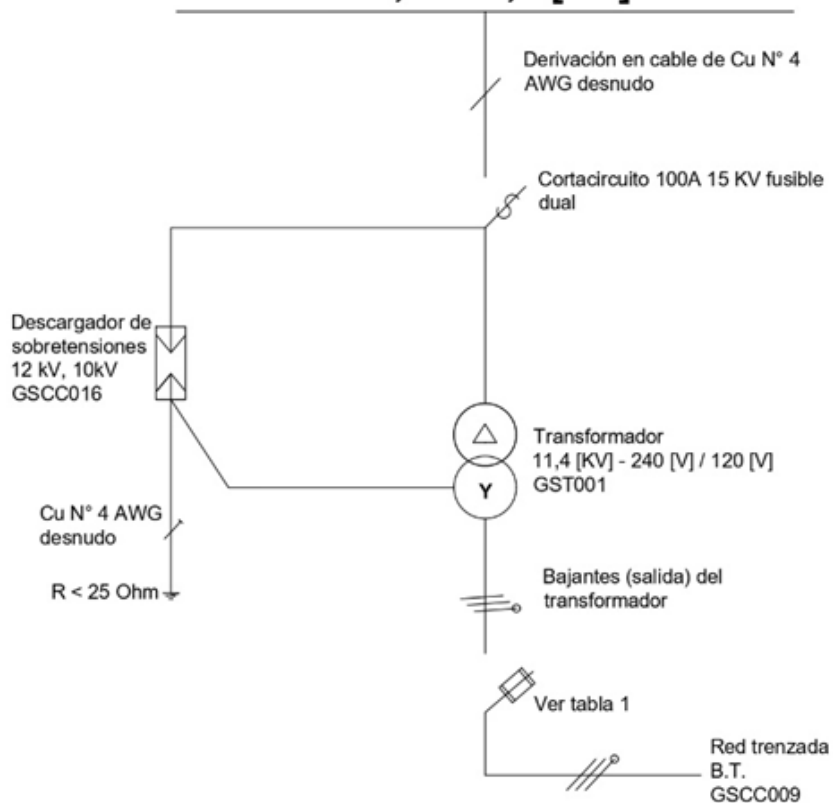 Derivación en cable de Cu N° 4
AWG desnudo
Cortacircuito 100A 15 KV fusible
dual
Descargador de
sobretensiones
12 kV, 10kV
GSCC016
Transformador
11,4 [KV] - 240 [V] / 120 [V]
GST001
Y
Cu N° 4 AWG
desnudo
R < 25 Ohm
Bajantes (salida) del
transformador
Ver tabla 1
Red trenzada
B.T.
GSCC009